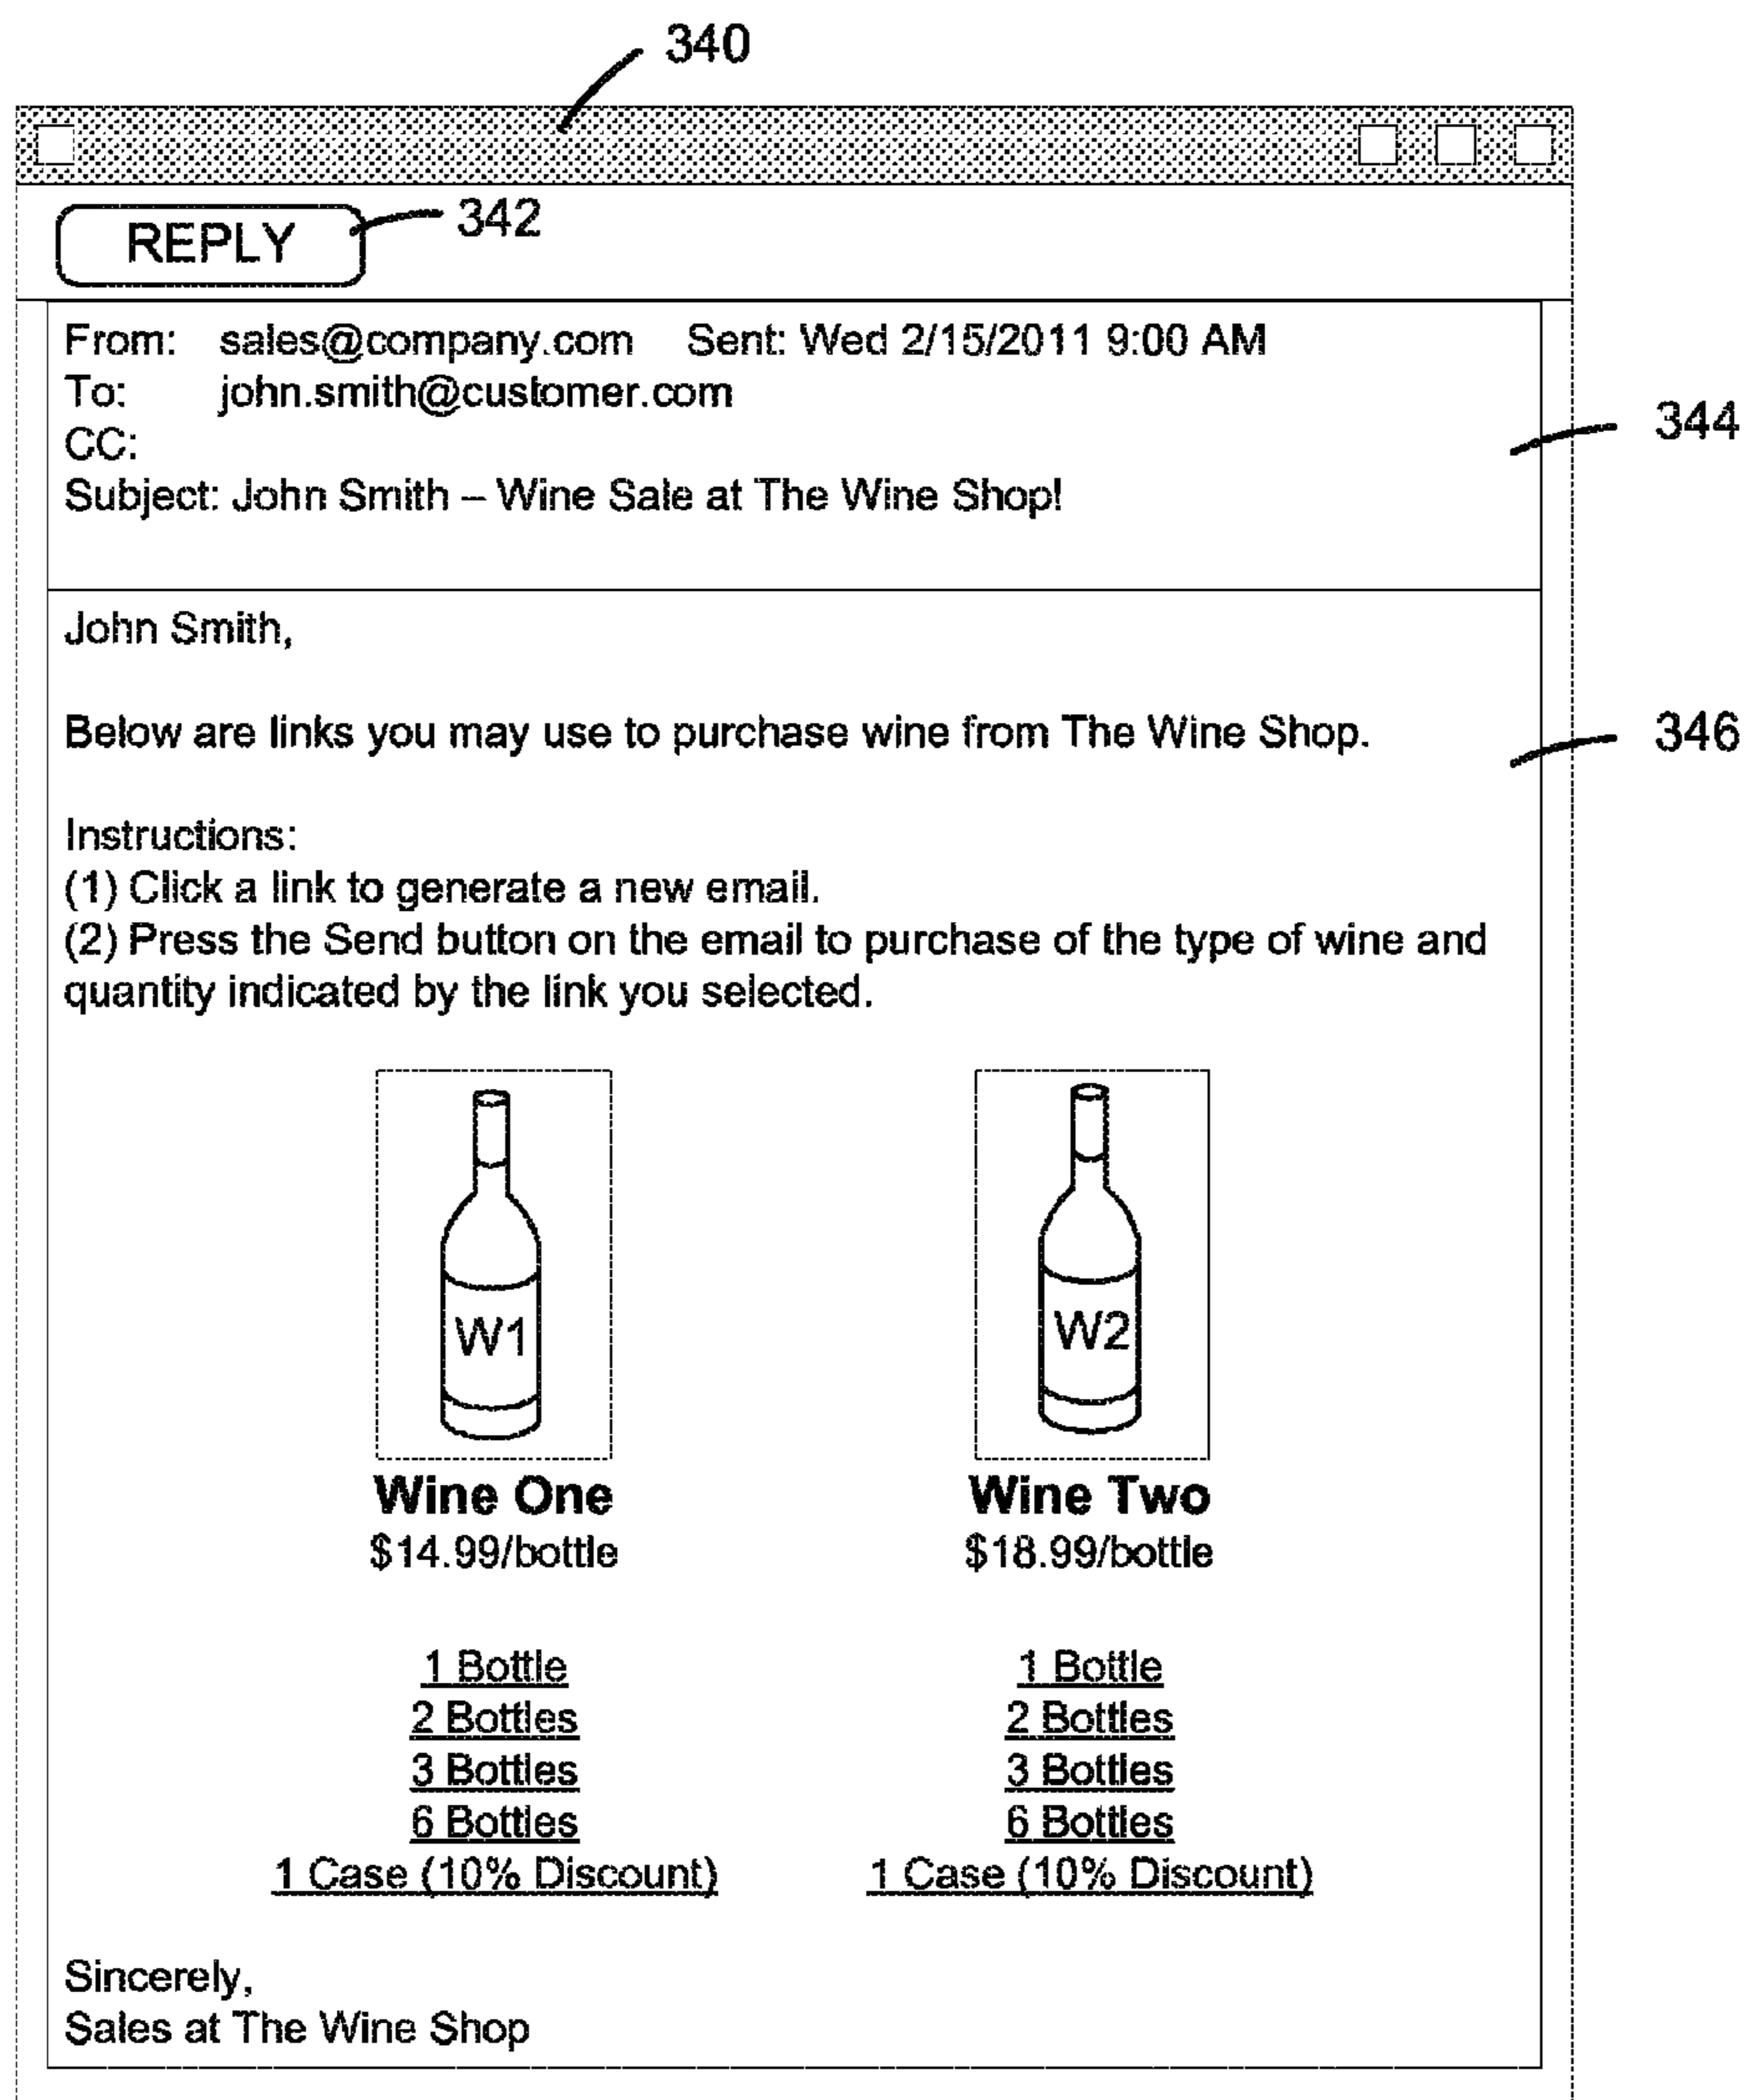 340
REPLY 342
From: sales@company.com Sent: Wed 2/15/2011 9:00 AM
To: john.smith@customer.com
344
CC:
Subject: John Smith – Wine Sale at The Wine Shop!
John Smith,
Below are links you may use to purchase wine from The Wine Shop.
346
Instructions:
(1) Click a link to generate a new email.
(2) Press the Send button on the email to purchase of the type of wine and
quantity indicated by the link you selected.
W1 W2
Wine One Wine Two
$14.99/bottle $18.99/bottle
1 Bottle 1 Bottle
2 Bottles 2 Bottles
3 Bottles 3 Bottles
6 Bottles 6 Bottles
1 Case (10% Discount) 1 Case (10% Discount)
Sincerely,
Sales at The Wine Shop